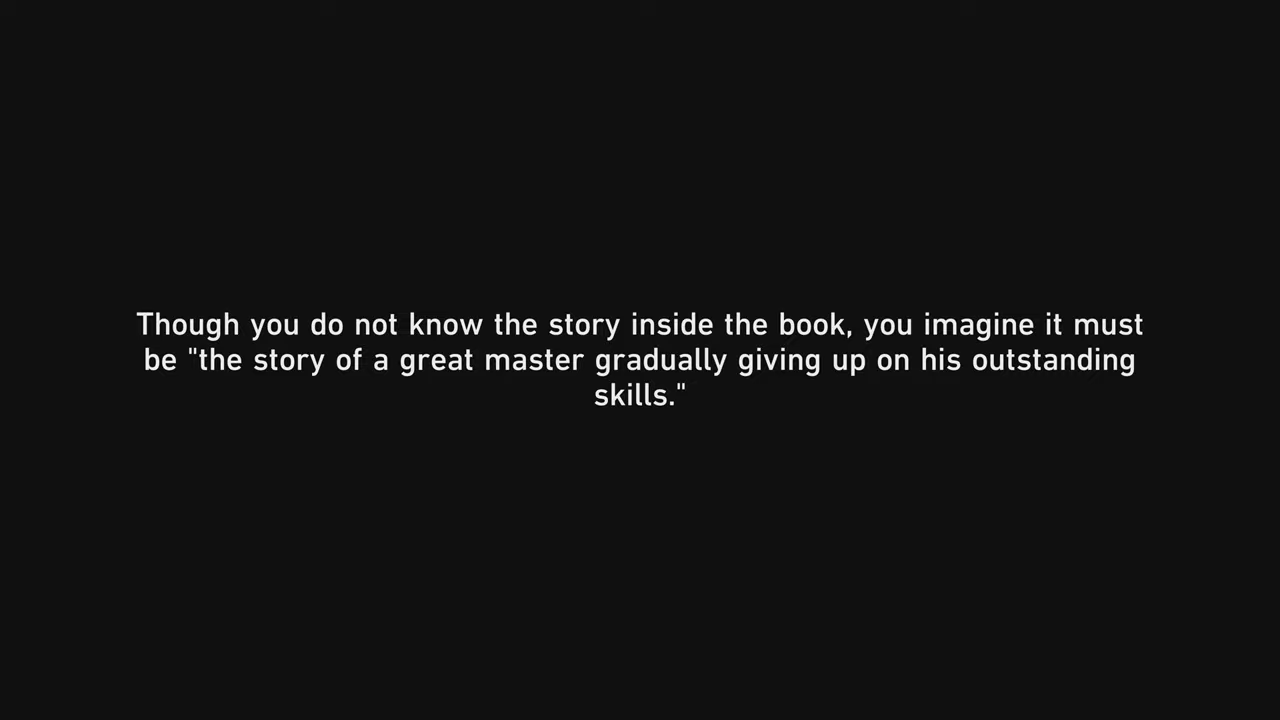 Though you do not know the story inside the book, you imagine it must
be "the story of a great master gradually giving up on his outstanding
skills."